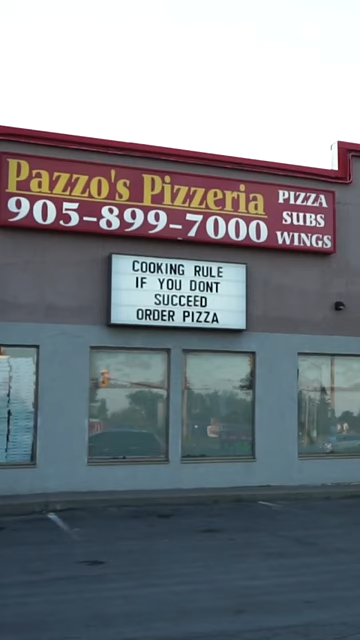 Pazzo's Pizzeria
905-899-7000
PIZZA
SUBS
WINGS
COOKING RULE
IF YOU DONT
SUCCEED
ORDER PIZZA